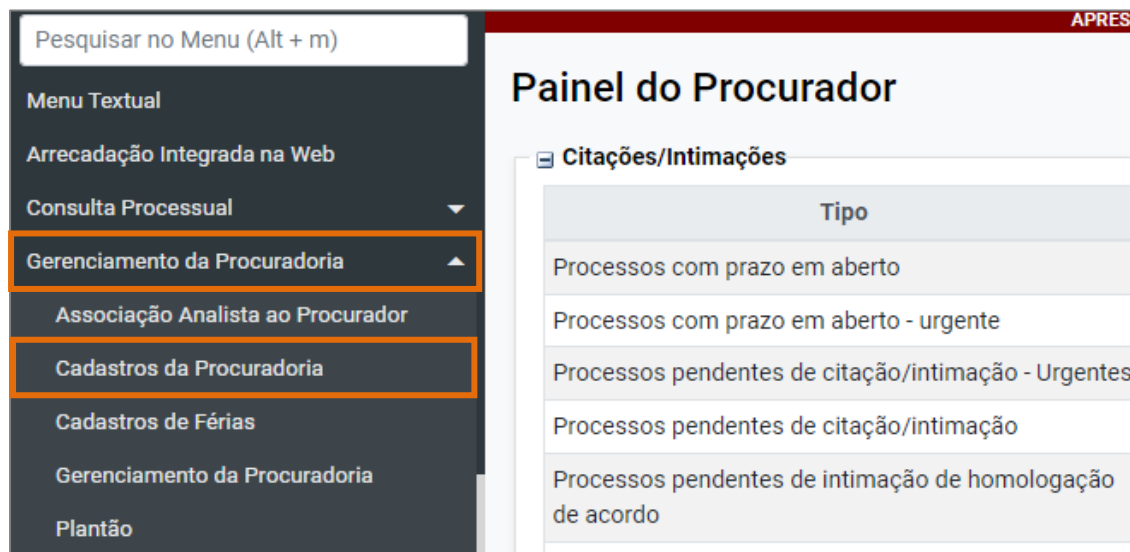 Pesquisar no Menu (Alt + m)
Menu Textual
Arrecadação Integrada na Web
Consulta Processual
Gerenciamento da Procuradoria
Associação Analista ao Procurador
Cadastros da Procuradoria
Cadastros de Férias
Gerenciamento da Procuradoria
Plantão
APRES
Painel do Procurador
Citações/Intimações
Tipo
Processos com prazo em aberto
Processos com prazo em aberto - urgente
Processos pendentes de citação/intimação - Urgentes
Processos pendentes de citação/intimação
Processos pendentes de intimação de homologação
de acordo